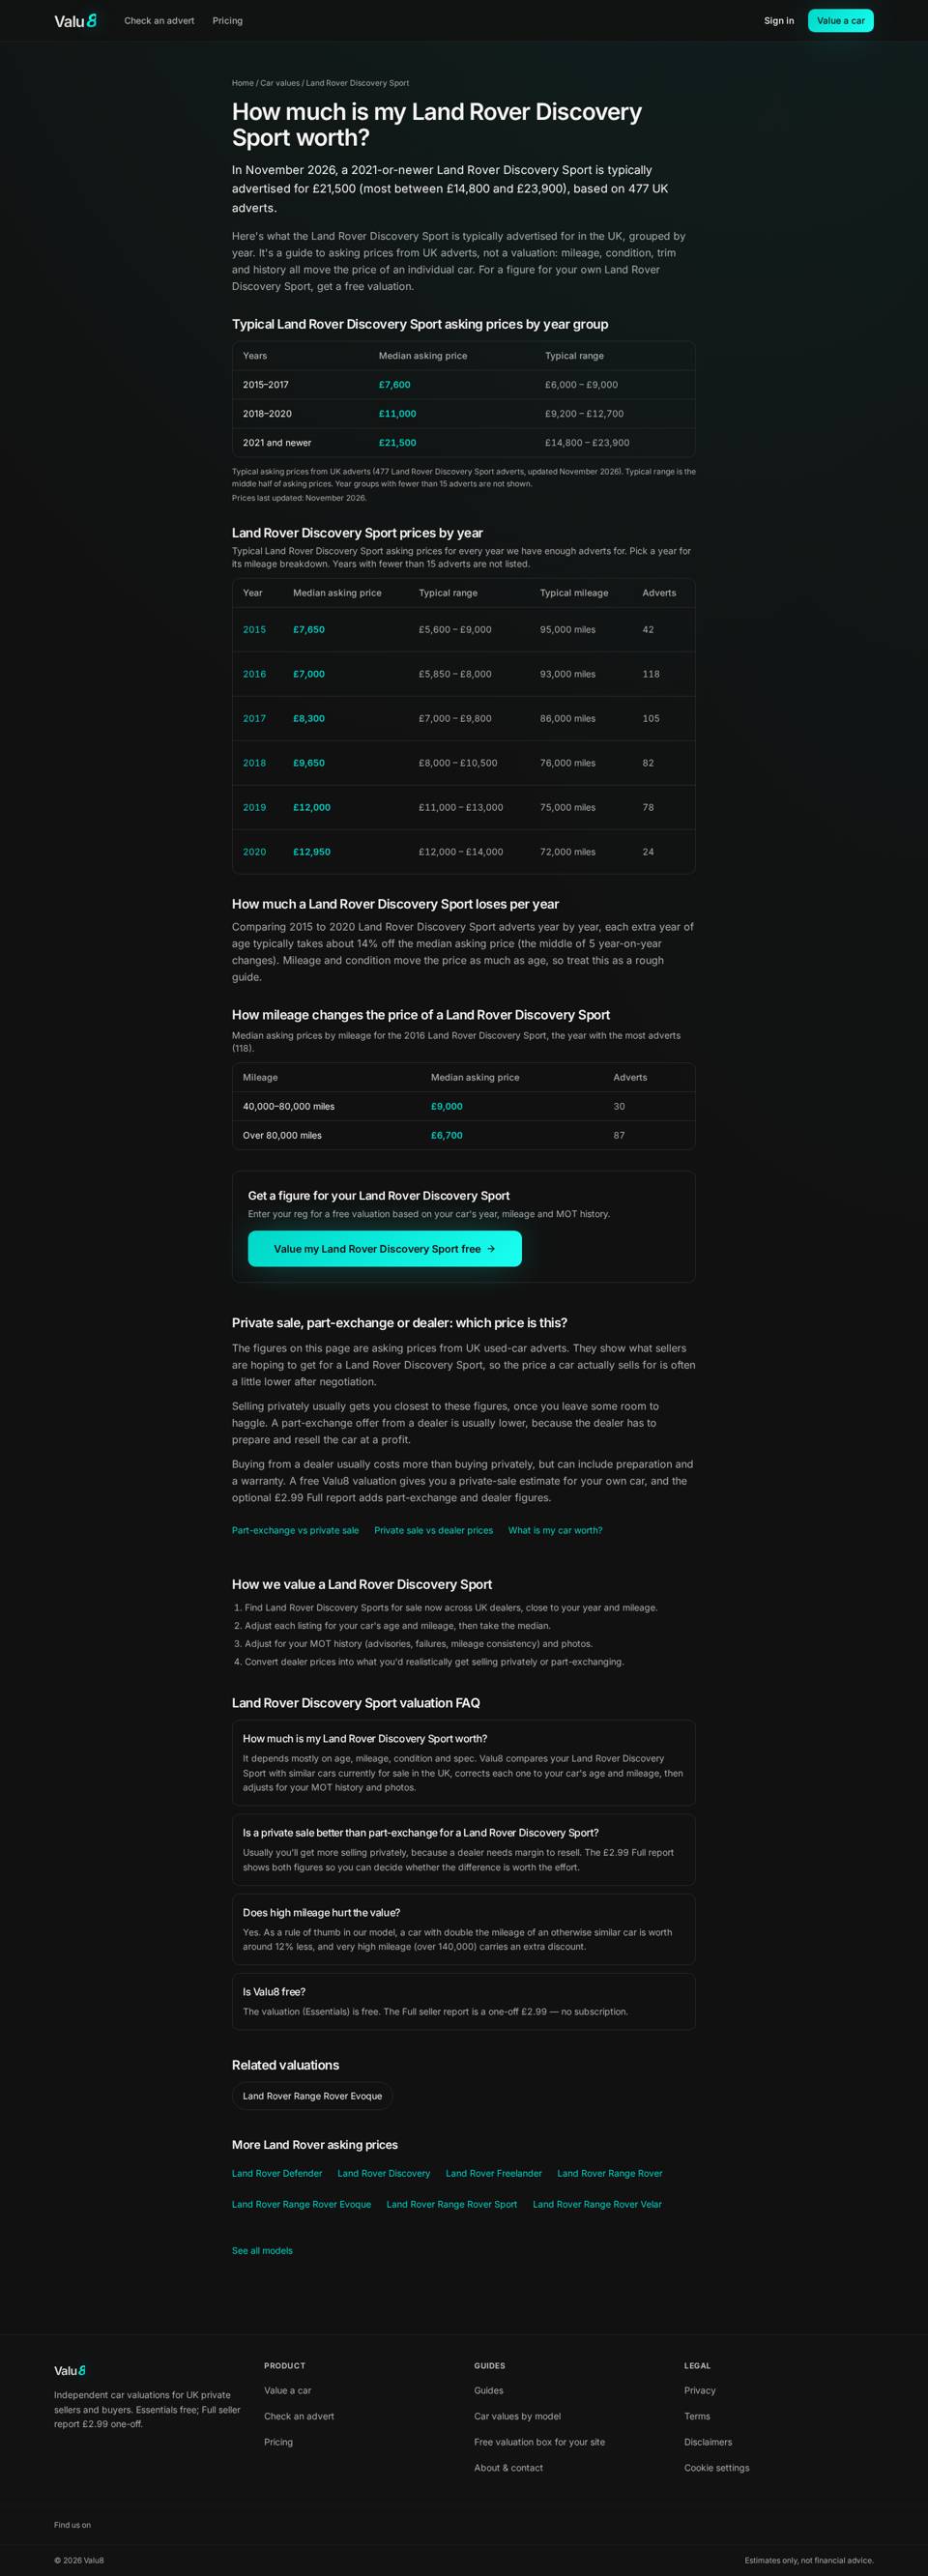 Valu8
Check an advert
Pricing
Sign in
Value a car
Home / Car values / Land Rover Discovery Sport
How much is my Land Rover Discovery
Sport worth?
In November 2026, a 2021-or-newer Land Rover Discovery Sport is typically
advertised for £21,500 (most between £14,800 and £23,900), based on 477 UK
adverts.
Here's what the Land Rover Discovery Sport is typically advertised for in the UK, grouped by
year. It's a guide to asking prices from UK adverts, not a valuation: mileage, condition, trim
and history all move the price of an individual car. For a figure for your own Land Rover
Discovery Sport, get a free valuation.
Typical Land Rover Discovery Sport asking prices by year group
Years Median asking price Typical range
2015–2017 £7,600 £6,000 – £9,000
2018–2020 £11,000 £9,200 – £12,700
2021 and newer £21,500 £14,800 – £23,900
Typical asking prices from UK adverts (477 Land Rover Discovery Sport adverts, updated November 2026). Typical range is the
middle half of asking prices. Year groups with fewer than 15 adverts are not shown.
Prices last updated: November 2026.
Land Rover Discovery Sport prices by year
Typical Land Rover Discovery Sport asking prices for every year we have enough adverts for. Pick a year for
its mileage breakdown. Years with fewer than 15 adverts are not listed.
Year Median asking price Typical range Typical mileage Adverts
2015 £7,650 £5,600 – £9,000 95,000 miles 42
2016 £7,000 £5,850 – £8,000 93,000 miles 118
2017 £8,300 £7,000 – £9,800 86,000 miles 105
2018 £9,650 £8,000 – £10,500 76,000 miles 82
2019 £12,000 £11,000 – £13,000 75,000 miles 78
2020 £12,950 £12,000 – £14,000 72,000 miles 24
How much a Land Rover Discovery Sport loses per year
Comparing 2015 to 2020 Land Rover Discovery Sport adverts year by year, each extra year of
age typically takes about 14% off the median asking price (the middle of 5 year-on-year
changes). Mileage and condition move the price as much as age, so treat this as a rough
guide.
How mileage changes the price of a Land Rover Discovery Sport
Median asking prices by mileage for the 2016 Land Rover Discovery Sport, the year with the most adverts
(118).
Mileage Median asking price Adverts
40,000–80,000 miles £9,000 30
Over 80,000 miles £6,700 87
Get a figure for your Land Rover Discovery Sport
Enter your reg for a free valuation based on your car's year, mileage and MOT history.
Value my Land Rover Discovery Sport free →
Private sale, part-exchange or dealer: which price is this?
The figures on this page are asking prices from UK used-car adverts. They show what sellers
are hoping to get for a Land Rover Discovery Sport, so the price a car actually sells for is often
a little lower after negotiation.
Selling privately usually gets you closest to these figures, once you leave some room to
haggle. A part-exchange offer from a dealer is usually lower, because the dealer has to
prepare and resell the car at a profit.
Buying from a dealer usually costs more than buying privately, but can include preparation and
a warranty. A free Valu8 valuation gives you a private-sale estimate for your own car, and the
optional £2.99 Full report adds part-exchange and dealer figures.
Part-exchange vs private sale Private sale vs dealer prices What is my car worth?
How we value a Land Rover Discovery Sport
1. Find Land Rover Discovery Sports for sale now across UK dealers, close to your year and mileage.
2. Adjust each listing for your car's age and mileage, then take the median.
3. Adjust for your MOT history (advisories, failures, mileage consistency) and photos.
4. Convert dealer prices into what you'd realistically get selling privately or part-exchanging.
Land Rover Discovery Sport valuation FAQ
How much is my Land Rover Discovery Sport worth?
It depends mostly on age, mileage, condition and spec. Valu8 compares your Land Rover Discovery
Sport with similar cars currently for sale in the UK, corrects each one to your car's age and mileage, then
adjusts for your MOT history and photos.
Is a private sale better than part-exchange for a Land Rover Discovery Sport?
Usually you'll get more selling privately, because a dealer needs margin to resell. The £2.99 Full report
shows both figures so you can decide whether the difference is worth the effort.
Does high mileage hurt the value?
Yes. As a rule of thumb in our model, a car with double the mileage of an otherwise similar car is worth
around 12% less, and very high mileage (over 140,000) carries an extra discount.
Is Valu8 free?
The valuation (Essentials) is free. The Full seller report is a one-off £2.99 — no subscription.
Related valuations
Land Rover Range Rover Evoque
More Land Rover asking prices
Land Rover Defender Land Rover Discovery Land Rover Freelander Land Rover Range Rover
Land Rover Range Rover Evoque Land Rover Range Rover Sport Land Rover Range Rover Velar
See all models
Valu8
Independent car valuations for UK private
sellers and buyers. Essentials free; Full seller
report £2.99 one-off.
PRODUCT
Value a car
Check an advert
Pricing
GUIDES
Guides
Car values by model
Free valuation box for your site
About & contact
LEGAL
Privacy
Terms
Disclaimers
Cookie settings
Find us on
© 2026 Valu8
Estimates only, not financial advice.